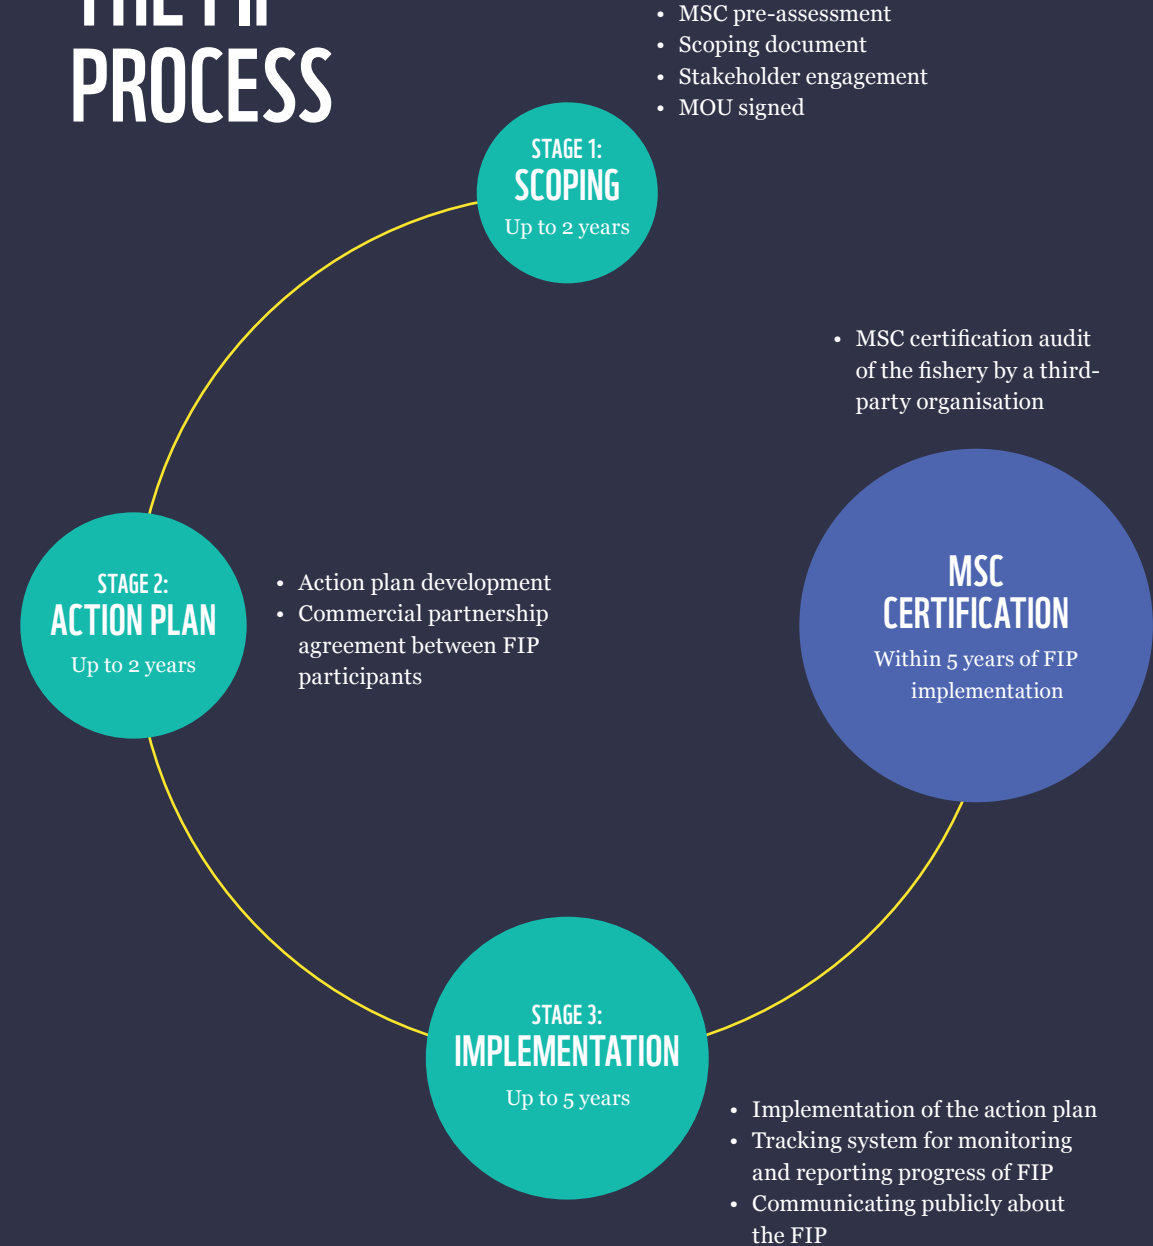 THE FIP
PROCESS
• MSC pre-assessment
• Scoping document
• Stakeholder engagement
• MOU signed
STAGE 1:
SCOPING
Up to 2 years
• MSC certification audit
of the fishery by a third-
party organisation
MSC
CERTIFICATION
Within 5 years of FIP
implementation
STAGE 2:
ACTION PLAN
Up to 2 years
• Action plan development
• Commercial partnership
agreement between FIP
participants
STAGE 3:
IMPLEMENTATION
Up to 5 years
• Implementation of the action plan
• Tracking system for monitoring
and reporting progress of FIP
• Communicating publicly about
the FIP